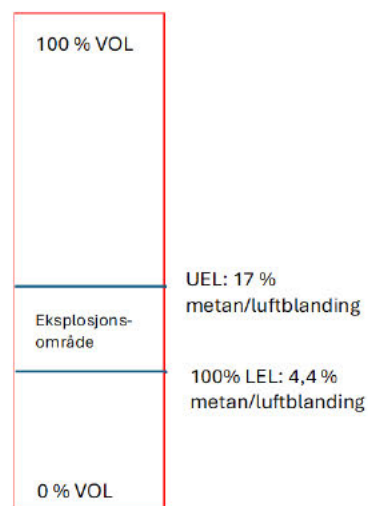 100 % VOL
UEL: 17 %
metan/luftblanding
Eksplosjons-
område
100% LEL: 4,4 %
metan/luftblanding
0 % VOL